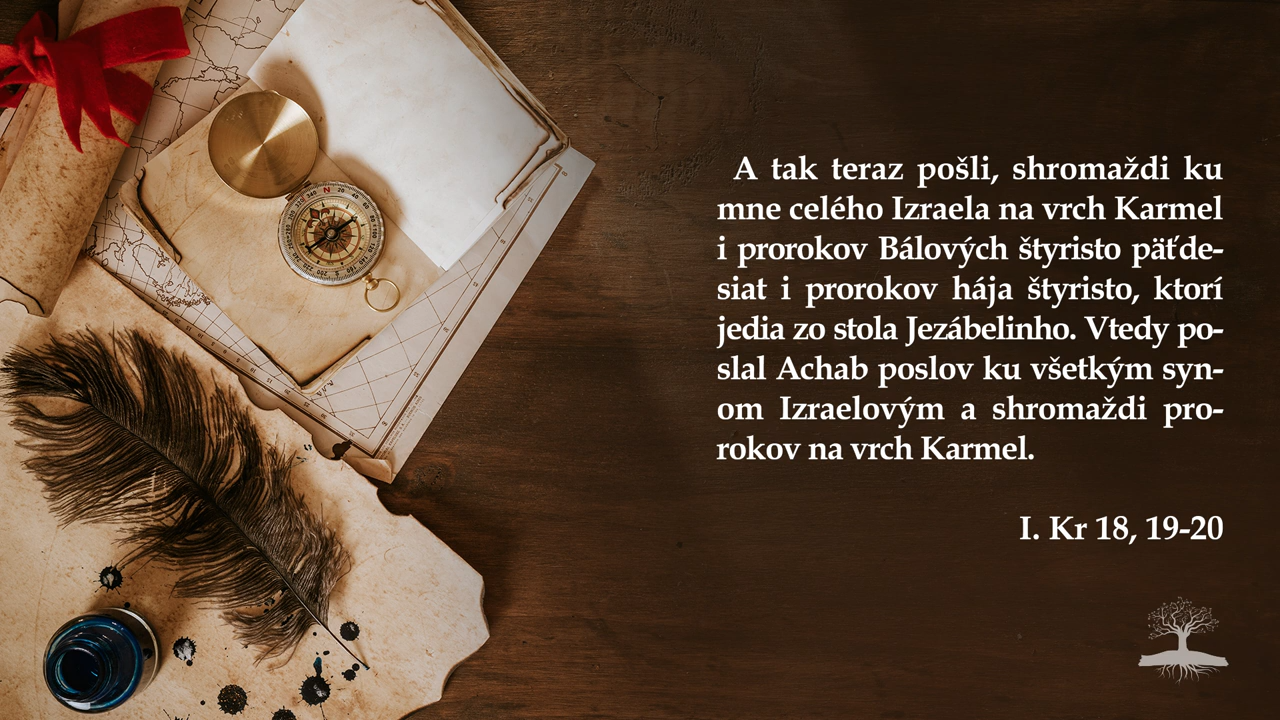 A tak teraz pošli, shromaždi ku
mne celého Izraela na vrch Karmel
i prorokov Bálových štyristo päťde-
siat i prorokov hája štyristo, ktorí
jedia zo stola Jezábelinho. Vtedy po-
slal Achab poslov ku všetkým syn-
om Izraelovým a shromaždi pro-
rokov na vrch Karmel.
I. Kr 18, 19-20